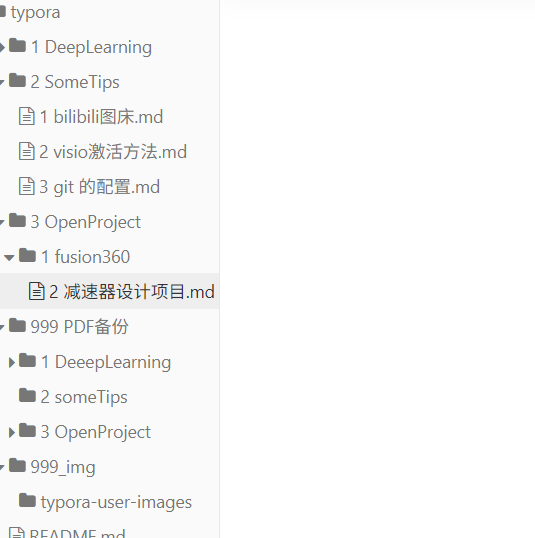 typora
1 DeepLearning
2 SomeTips
1 bilibili图床.md
2 visio激活方法.md
3 git 的配置.md
3 OpenProject
1 fusion360
2 减速器设计项目.md
999 PDF备份
1 DeeepLearning
2 someTips
3 OpenProject
999_img
typora-user-images
README.md